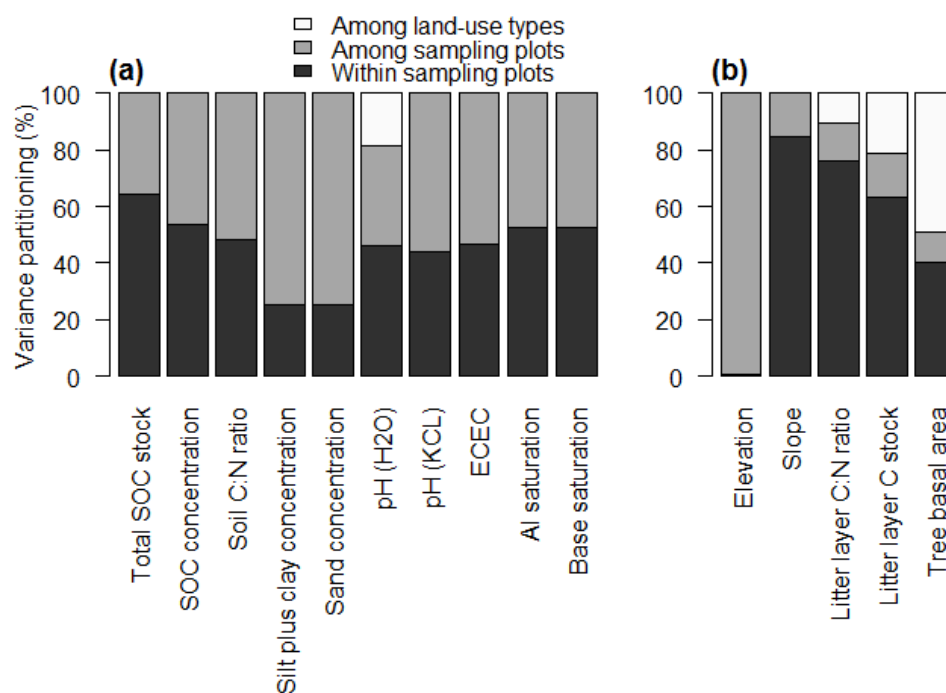 Among land-use types
Among sampling plots
Within sampling plots
(a)
(b)
Variance partitioning (%)
100
80
60
40
20
0
Total SOC stock
SOC concentration
Soil C:N ratio
Silt plus clay concentration
Sand concentration
pH (H2O)
pH (KCL)
ECEC
Al saturation
Base saturation
100
80
60
40
20
0
Elevation
Slope
Litter layer C:N ratio
Litter layer C stock
Tree basal area